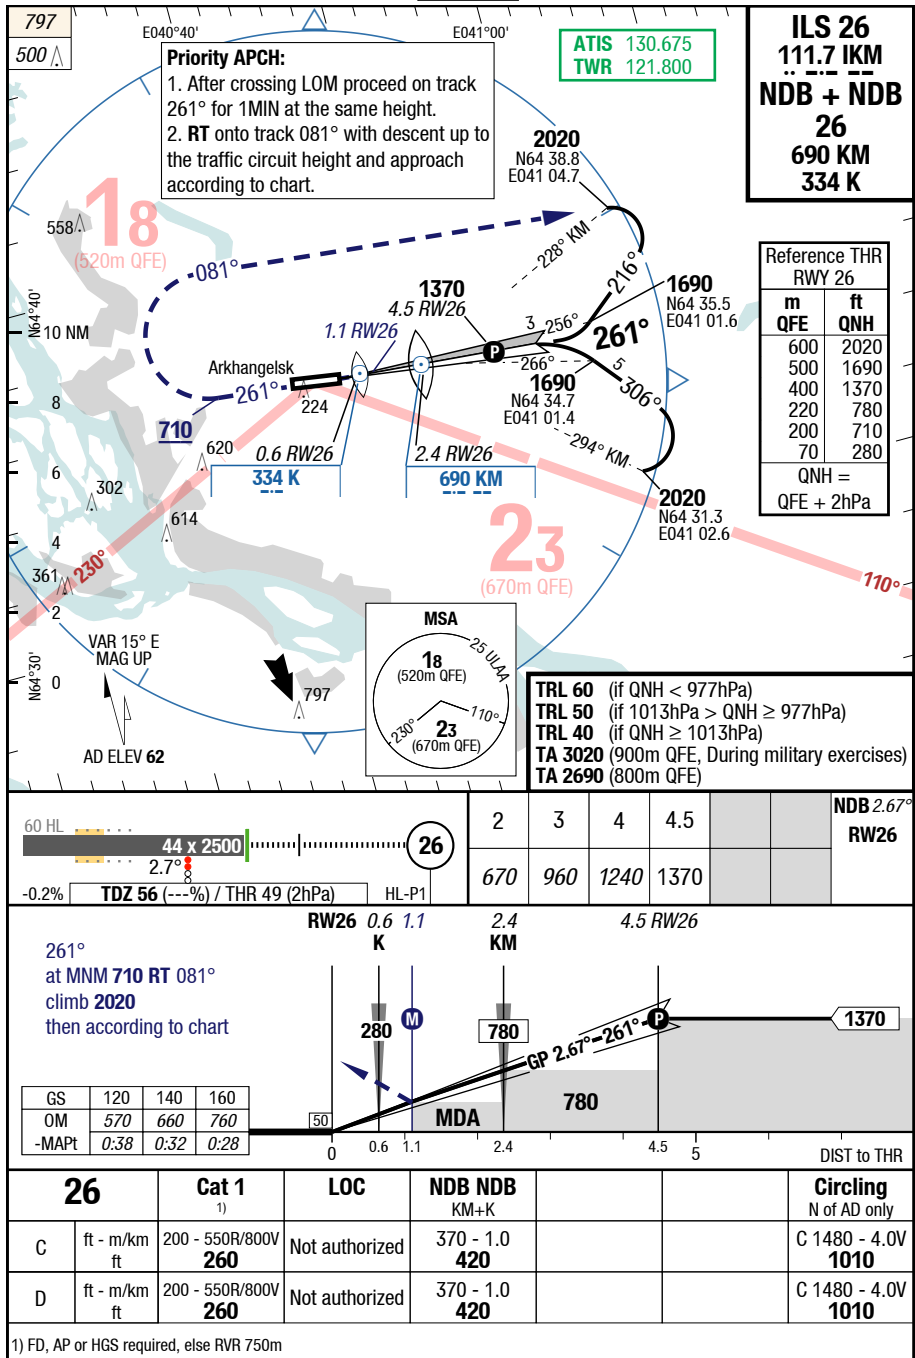 797
500
E040°40'
E041°00'
Priority APCH:
1. After crossing LOM proceed on track
261° for 1MIN at the same height.
2. RT onto track 081° with descent up to
the traffic circuit height and approach
according to chart.
ATIS 130.675
TWR 121.800
ILS 26
111.7 IKM
NDB + NDB
26
690 KM
334 K
2020
N64 38.8
E041 04.7
558
18
(520m QFE)
228° KM
216°
081°
1370
4.5 RW26
1690
N64 35.5
E041 01.6
Reference THR
RWY 26
m ft
QFE QNH
600 2020
500 1690
400 1370
220 780
200 710
70 280
QNH =
QFE + 2hPa
N64°40'
10 NM
1.1 RW26
3
256°
261°
P
266°
5
306°
Arkhangelsk
261°
224
1690
N64 34.7
E041 01.4
8
710
620
0.6 RW26
334 K
2.4 RW26
690 KM
294° KM
6
302
614
2020
N64 31.3
E041 02.6
23
(670m QFE)
4
361
230°
110°
2
VAR 15° E
MAG UP
N64°30'
0
797
AD ELEV 62
MSA
25 ULAA
18
(520m QFE)
110°
230°
23
(670m QFE)
TRL 60 (if QNH < 977hPa)
TRL 50 (if 1013hPa > QNH ≥ 977hPa)
TRL 40 (if QNH ≥ 1013hPa)
TA 3020 (900m QFE, During military exercises)
TA 2690 (800m QFE)
60 HL
44 x 2500
26
2.7°
-0.2%
TDZ 56 (---%) / THR 49 (2hPa)
HL-P1
2 3 4 4.5 NDB 2.67°
RW26
670 960 1240 1370
RW26 0.6 1.1 2.4 4.5 RW26
K KM
261°
at MNM 710 RT 081°
climb 2020
then according to chart
280
M
780
GP 2.67°
261°
P
1370
780
MDA
50
GS 120 140 160
OM 570 660 760
-MAPt 0:38 0:32 0:28
0 0.6 1.1 2.4 4.5 5 DIST to THR
26 Cat 1 LOC NDB NDB Circling
1) KM+K N of AD only
C ft - m/km 200 - 550R/800V Not authorized 370 - 1.0 C 1480 - 4.0V
ft 260 420 1010
D ft - m/km 200 - 550R/800V Not authorized 370 - 1.0 C 1480 - 4.0V
ft 260 420 1010
1) FD, AP or HGS required, else RVR 750m